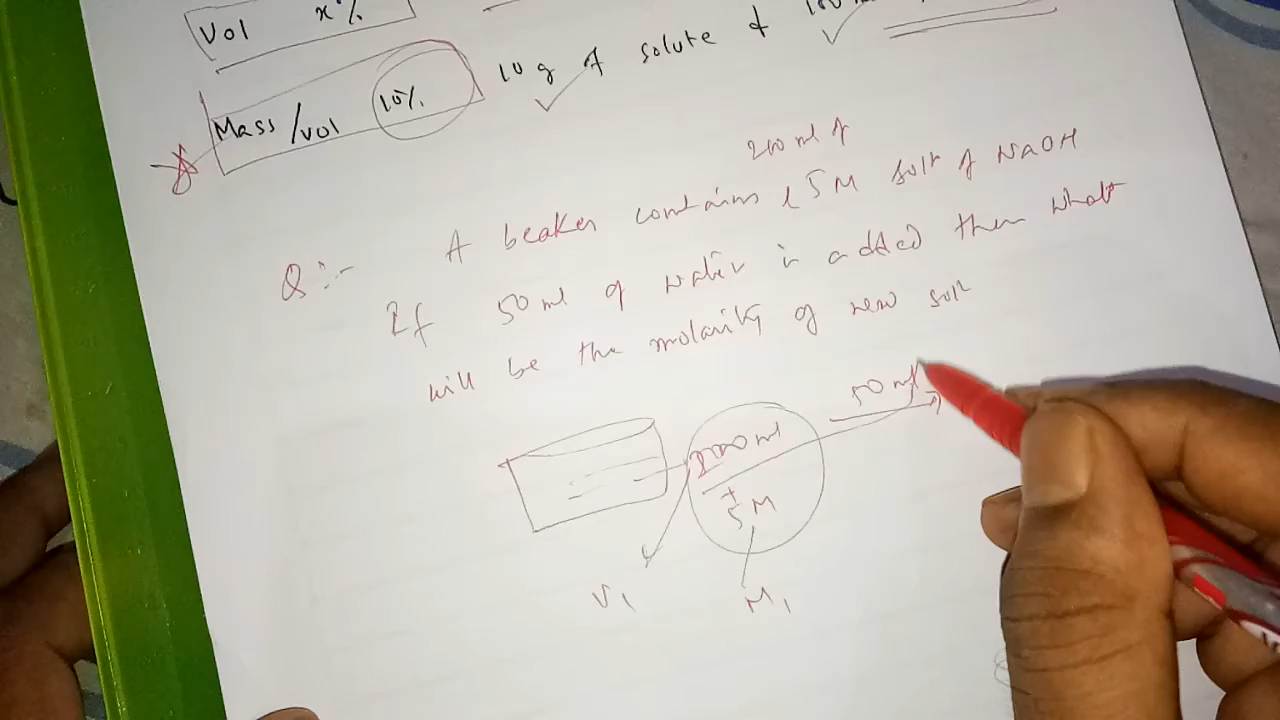 Vol x%
Mass/vol 10% 10 g of solute &
200 ml of
Q :- A beaker contains 5 M solⁿ of NaOH
If 50 ml of water is added then what
will be the molarity of new solⁿ
50 ml
200 ml
5 M
V1 M1